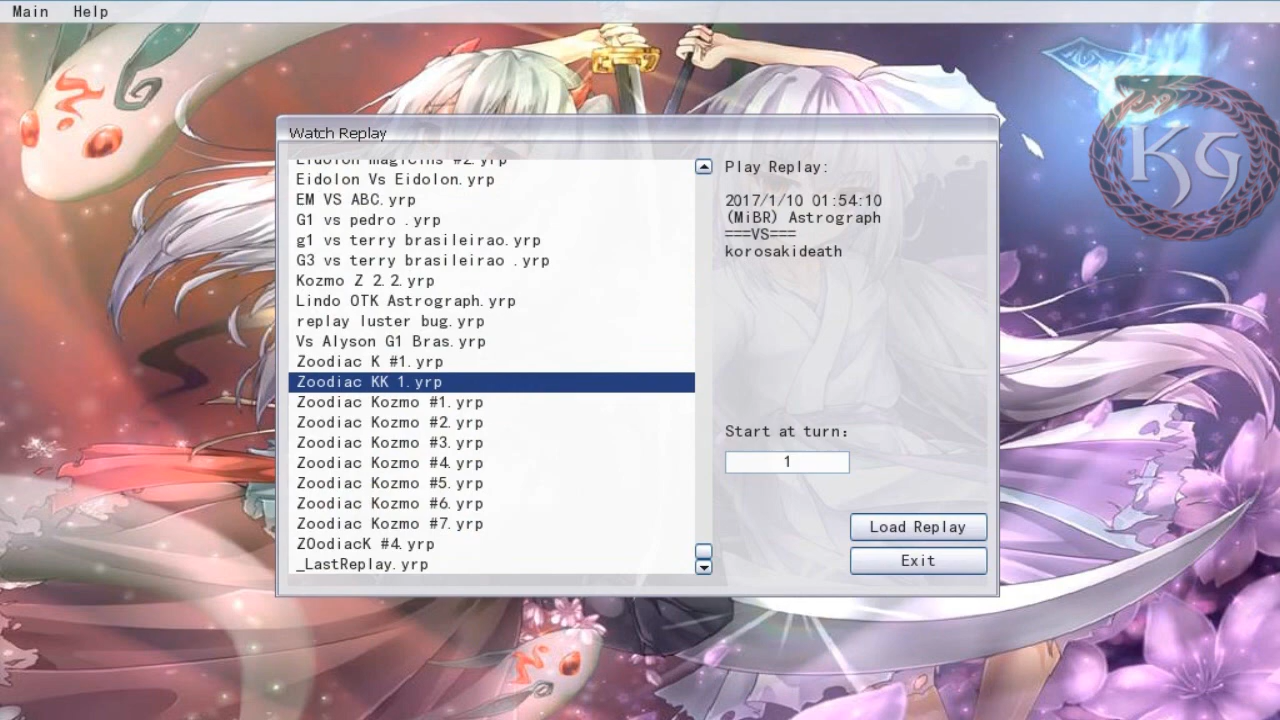 Main Help
KG
Watch Replay
Eidolon magicins #2.yrp
Eidolon Vs Eidolon.yrp
EM VS ABC.yrp
G1 vs pedro .yrp
g1 vs terry brasileirao.yrp
G3 vs terry brasileirao .yrp
Kozmo Z 2.2.yrp
Lindo OTK Astrograph.yrp
replay luster bug.yrp
Vs Alyson G1 Bras.yrp
Zoodiac K #1.yrp
Zoodiac KK 1.yrp
Zoodiac Kozmo #1.yrp
Zoodiac Kozmo #2.yrp
Zoodiac Kozmo #3.yrp
Zoodiac Kozmo #4.yrp
Zoodiac Kozmo #5.yrp
Zoodiac Kozmo #6.yrp
Zoodiac Kozmo #7.yrp
ZOodiacK #4.yrp
_LastReplay.yrp
Play Replay:
2017/1/10 01:54:10
(MiBR) Astrograph
===VS===
korosakideath
Start at turn:
1
Load Replay
Exit